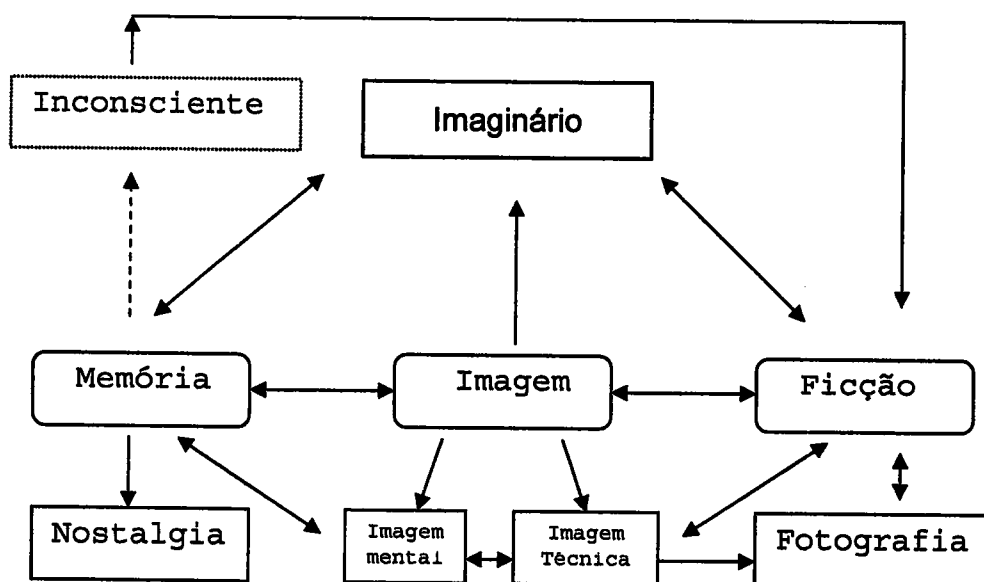 Inconsciente
Imaginário
Memória
Imagem
Ficção
Nostalgia
Imagem
mental
Imagem
Técnica
Fotografia